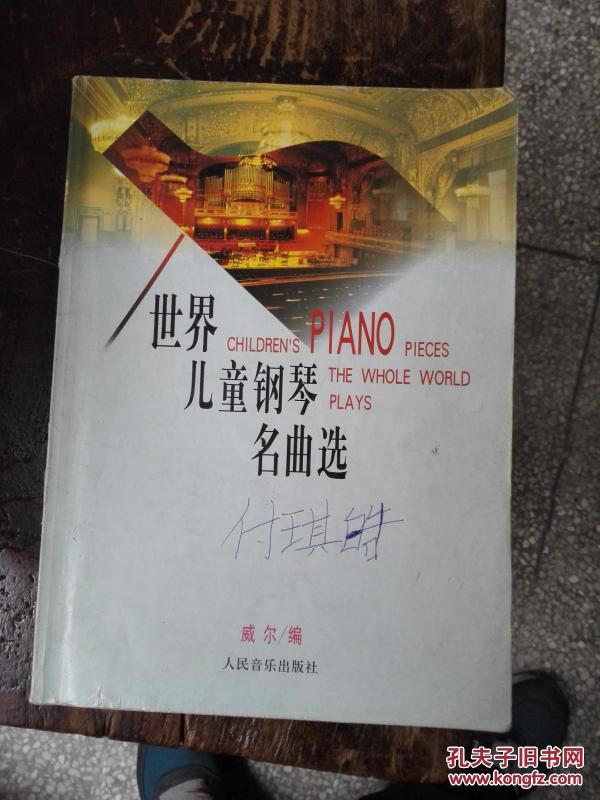 世界
CHILDREN'S PIANO PIECES
儿童钢琴
THE WHOLE WORLD
PLAYS
名曲选
付琪皓
威尔/编
人民音乐出版社
孔夫子旧书网
www.kongfz.com